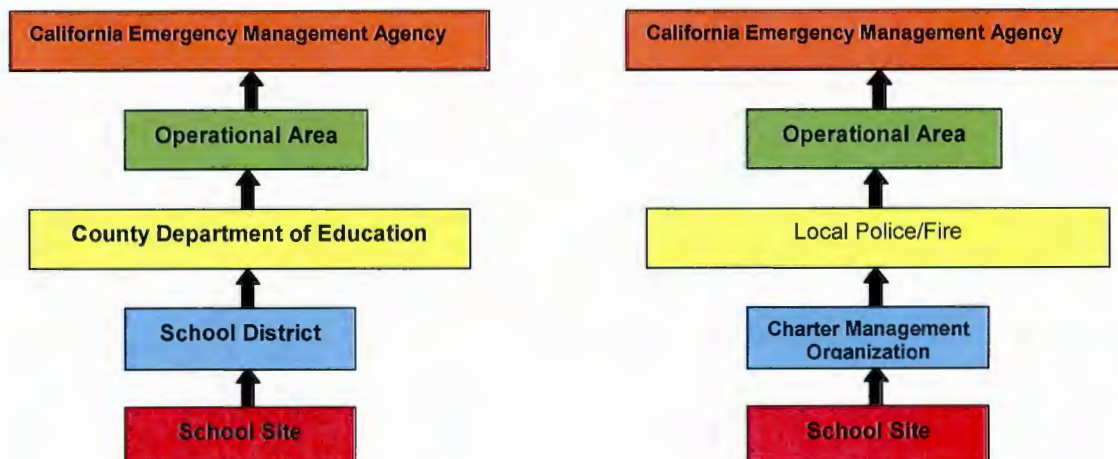 California Emergency Management Agency
Operational Area
County Department of Education
School District
School Site
California Emergency Management Agency
Operational Area
Local Police/Fire
Charter Management
Organization
School Site